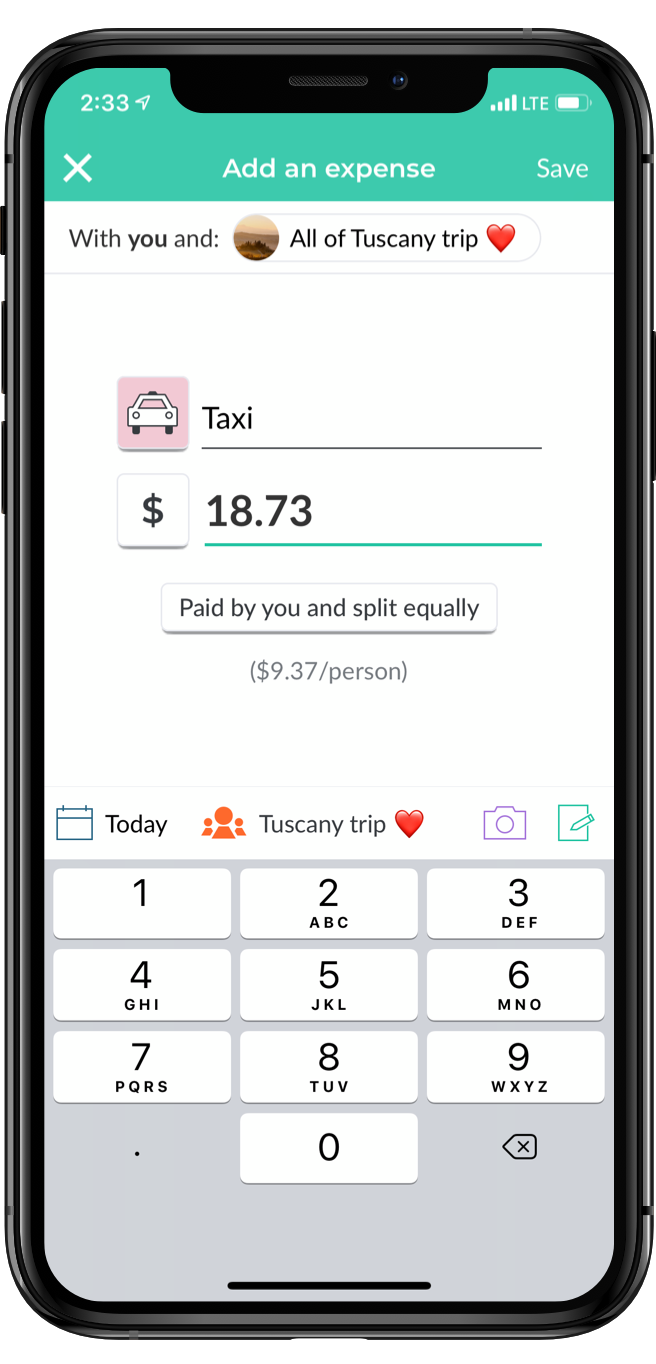 2:33 LTE
Add an expense Save
With you and: All of Tuscany trip ❤️
Taxi
$ 18.73
Paid by you and split equally
($9.37/person)
Today Tuscany trip ❤️
1 2 3
ABC DEF
4 5 6
GHI JKL MNO
7 8 9
PQRS TUV WXYZ
. 0